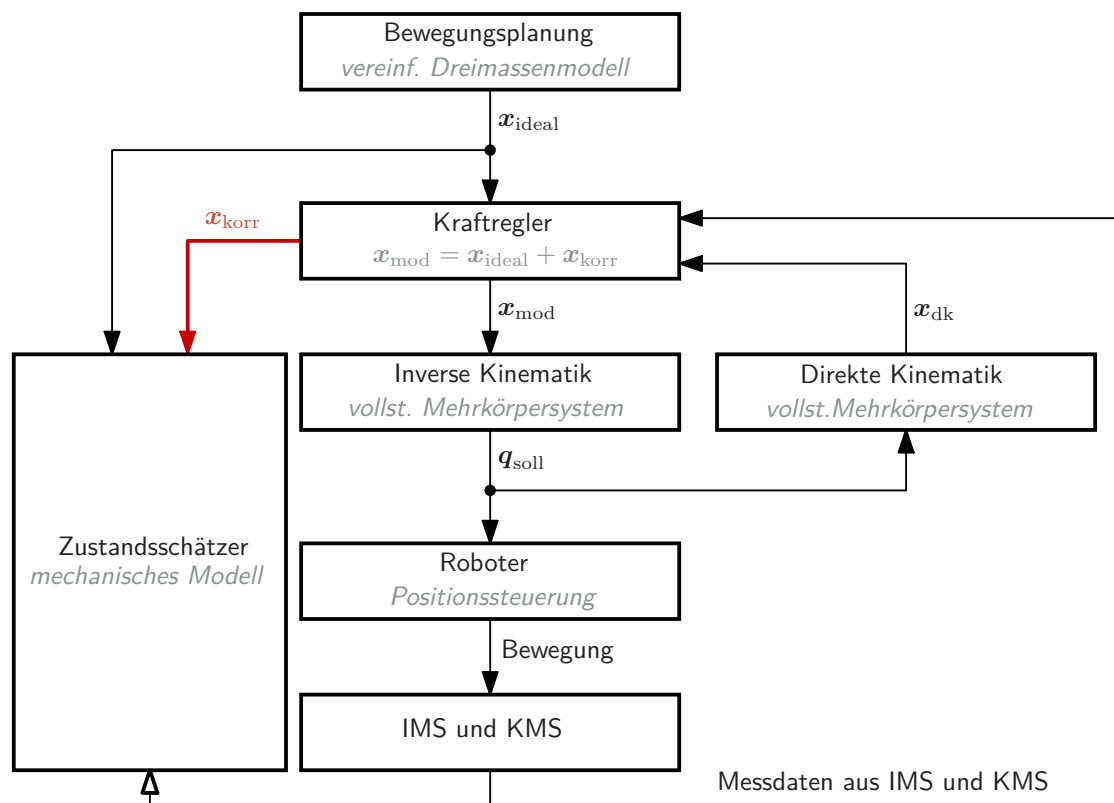 Bewegungsplanung
vereinf. Dreimassenmodell
x_ideal
x_korr
Kraftregler
x_mod = x_ideal + x_korr
x_mod
x_dk
Inverse Kinematik
vollst. Mehrkörpersystem
Direkte Kinematik
vollst.Mehrkörpersystem
q_soll
Zustandsschätzer
mechanisches Modell
Roboter
Positionssteuerung
Bewegung
IMS und KMS
Messdaten aus IMS und KMS